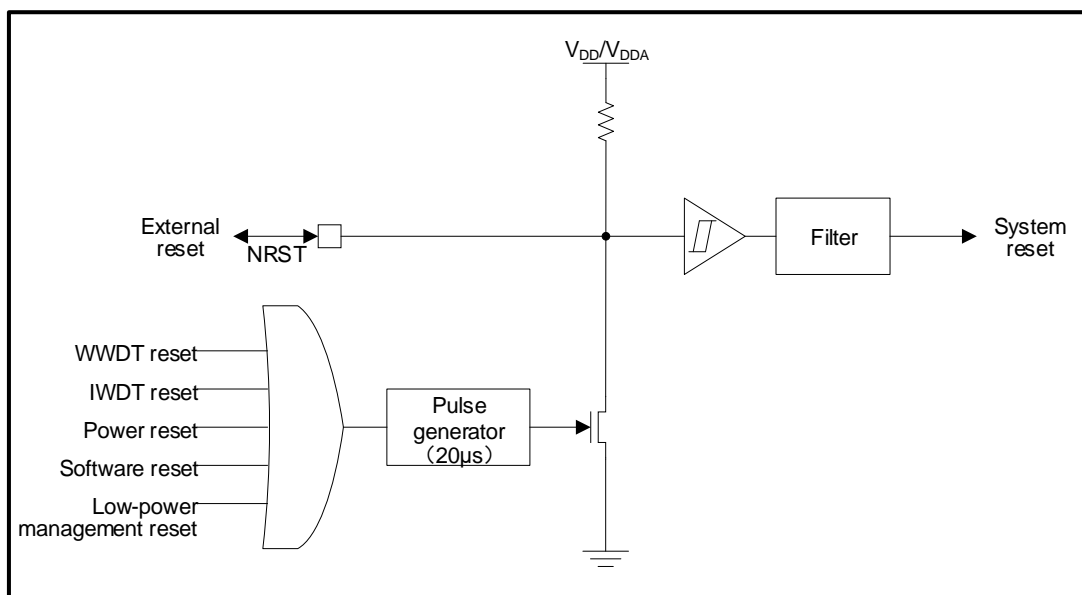 VDD/VDDA
External
reset
NRST
Filter
System
reset
WWDT reset
IWDT reset
Power reset
Software reset
Low-power
management reset
Pulse
generator
（20µs）